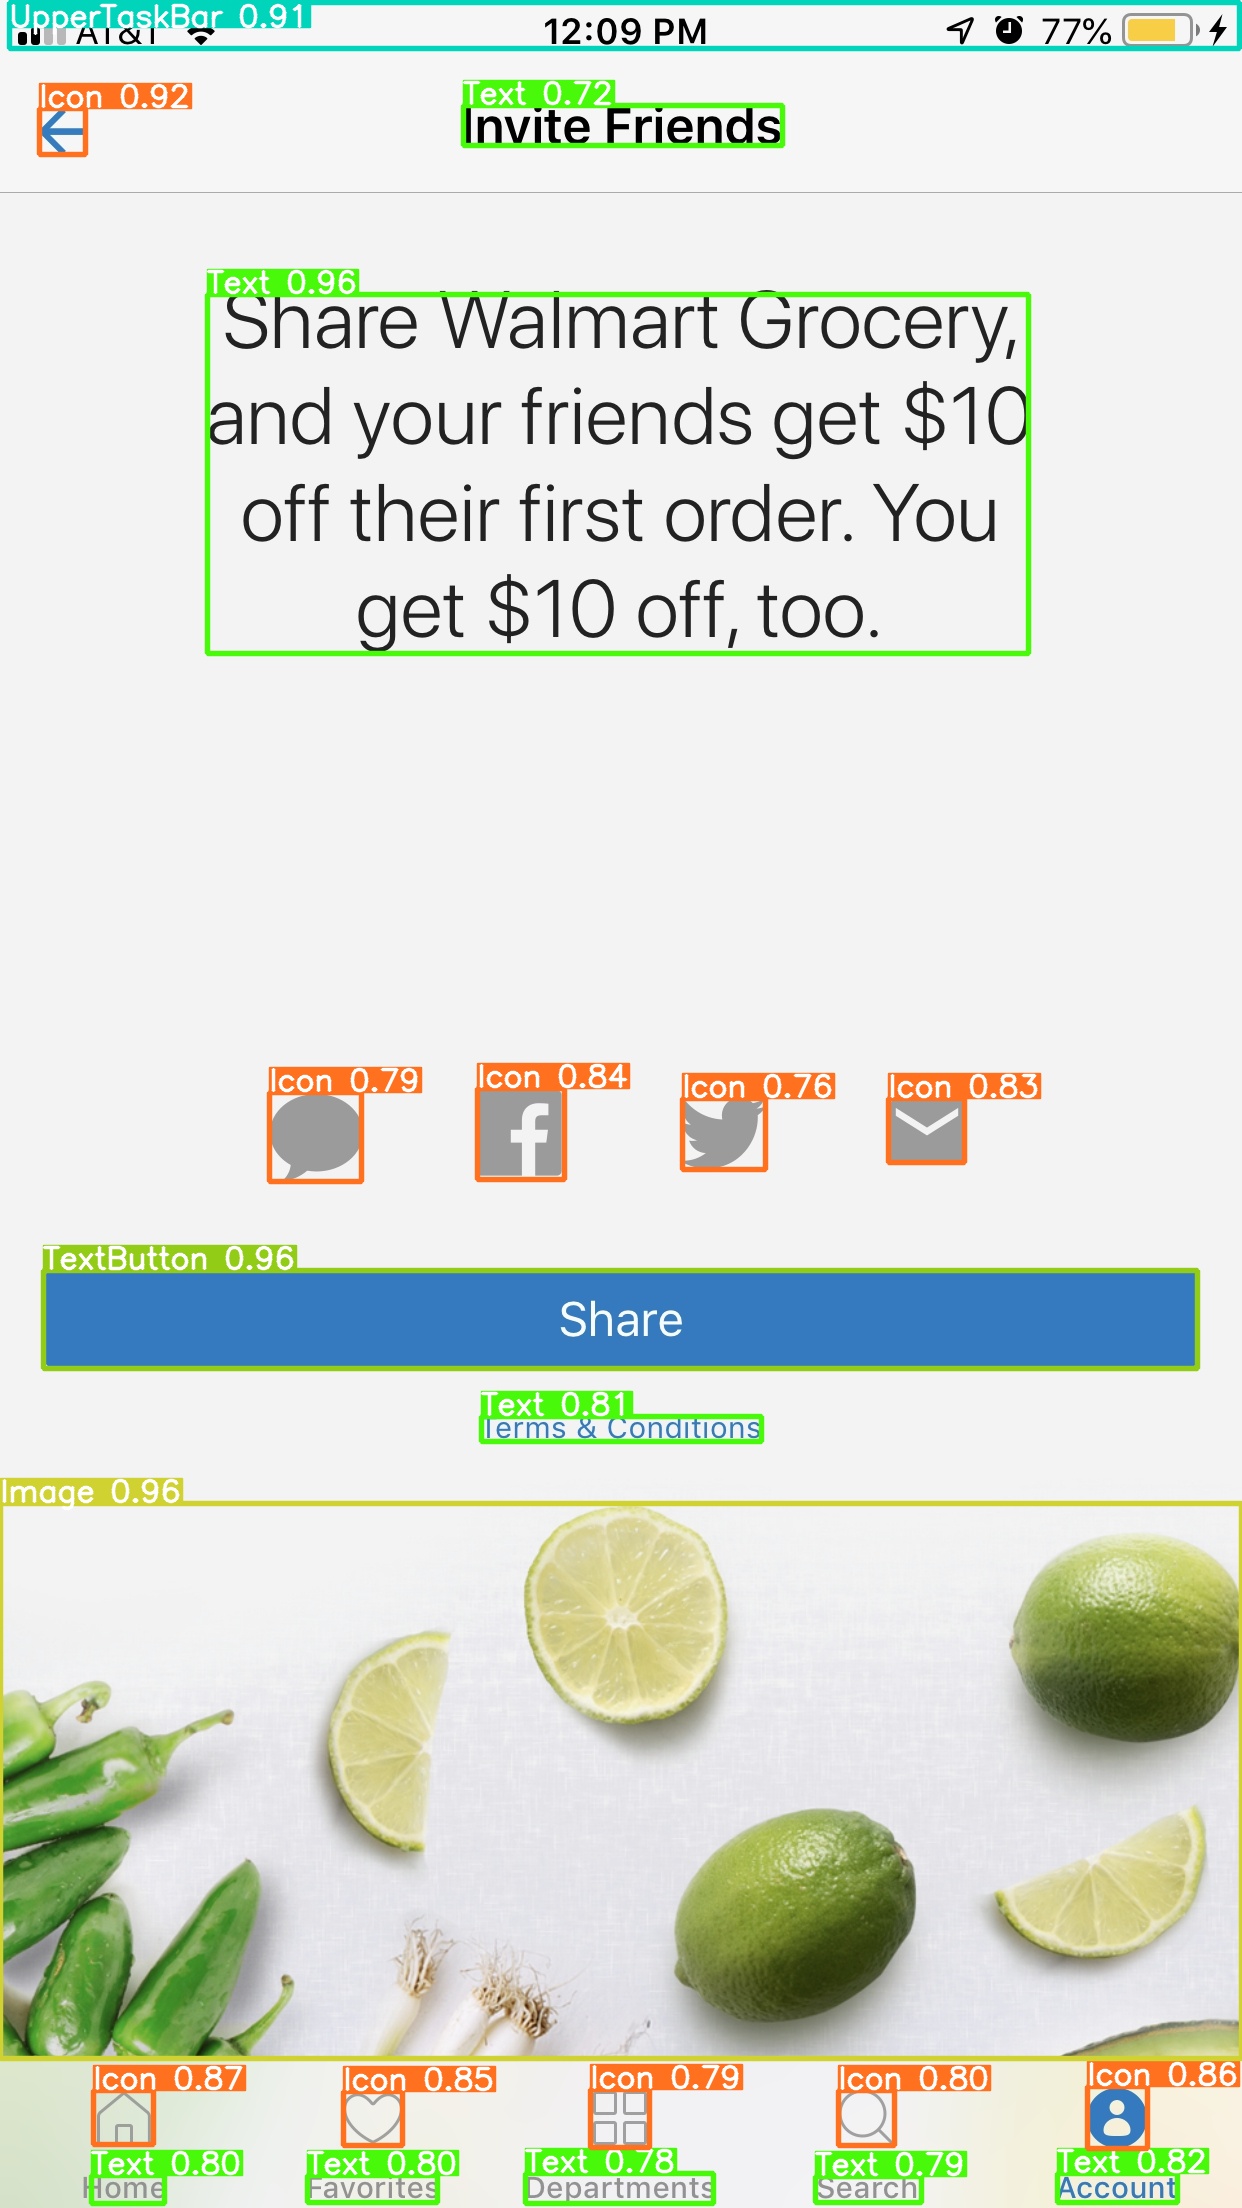 UpperTaskBar 0.91
AT&T 12:09 PM 77%
Icon 0.92
Text 0.72
Invite Friends
Text 0.96
Share Walmart Grocery,
and your friends get $10
off their first order. You
get $10 off, too.
Icon 0.79 Icon 0.84 Icon 0.76 Icon 0.83
TextButton 0.96
Share
Text 0.81
Terms & Conditions
Image 0.96
Icon 0.87 Icon 0.85 Icon 0.79 Icon 0.80 Icon 0.86
Text 0.80 Text 0.80 Text 0.78 Text 0.79 Text 0.82
Home Favorites Departments Search Account